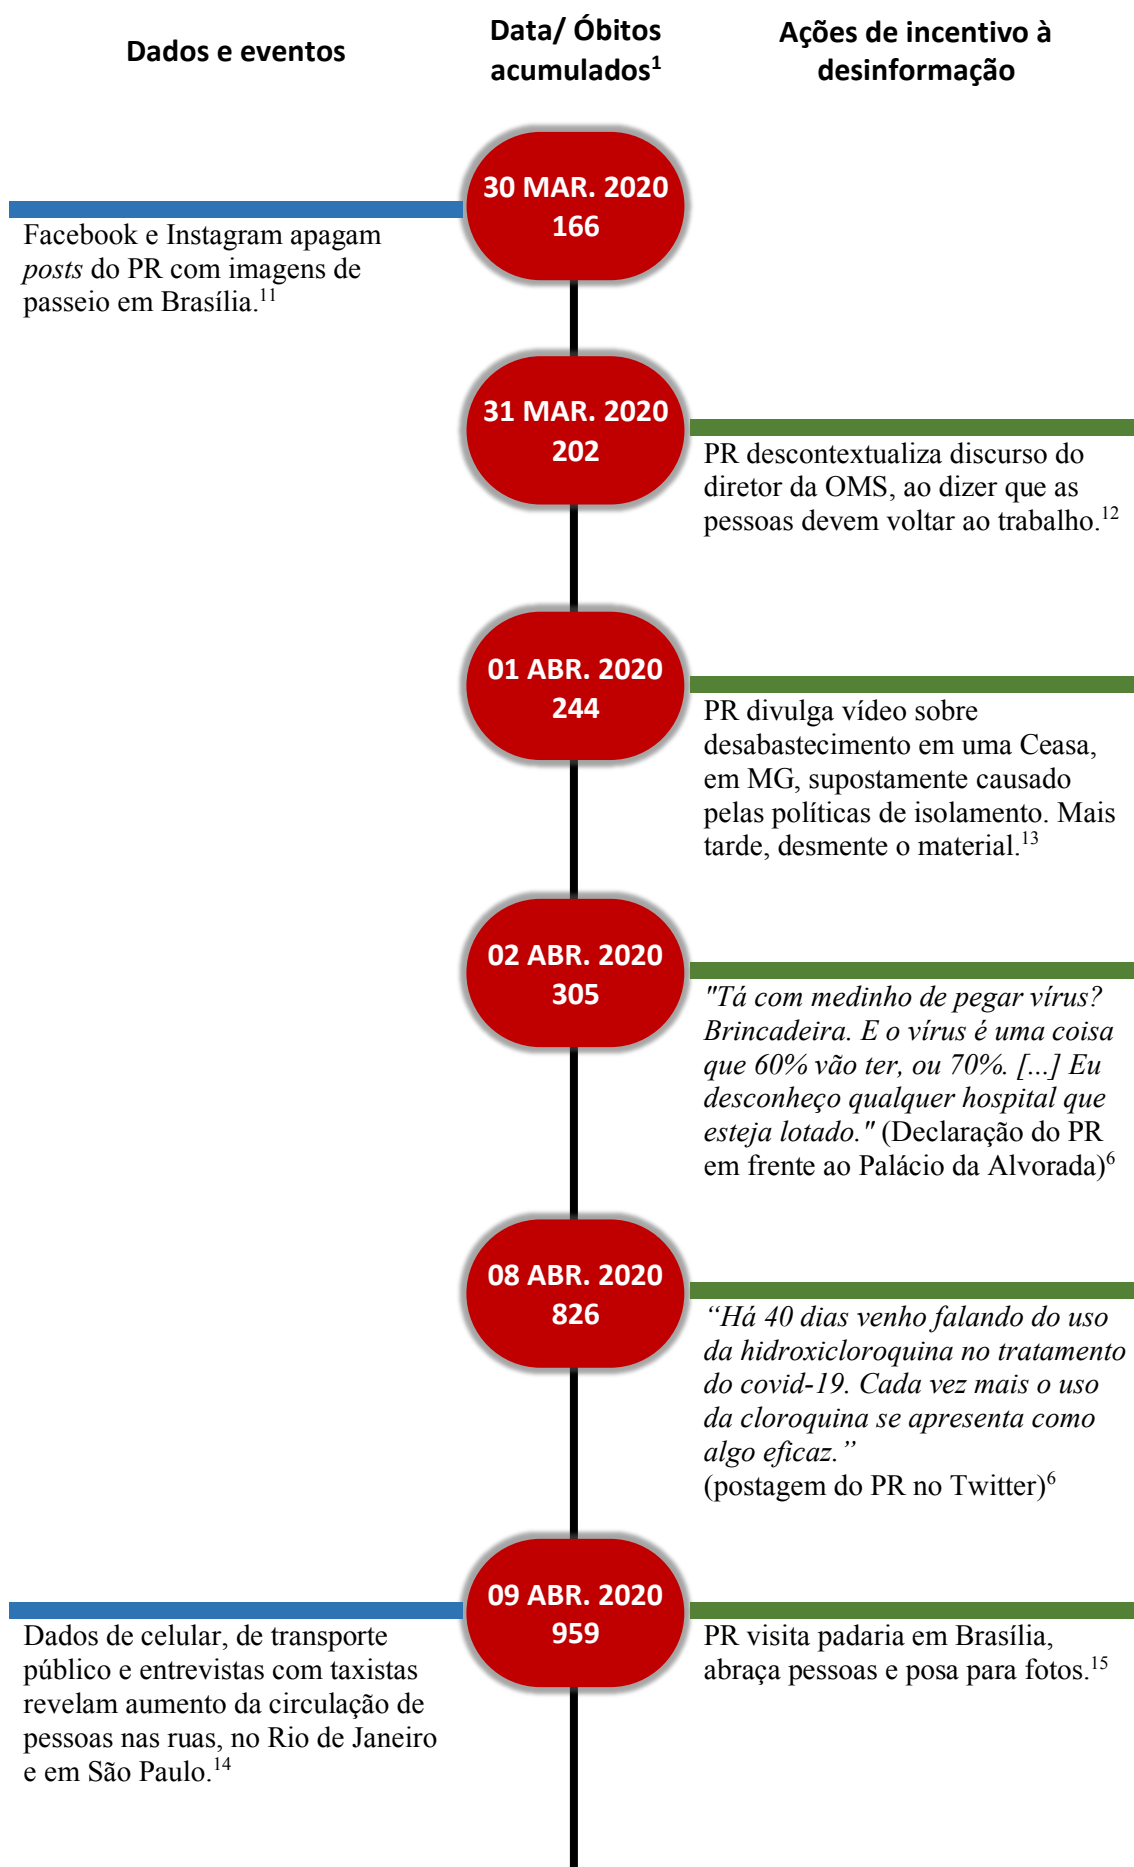 Dados e eventos
Data/ Óbitos
acumulados¹
Ações de incentivo à
desinformação
30 MAR. 2020
166
Facebook e Instagram apagam
posts do PR com imagens de
passeio em Brasília.¹¹
31 MAR. 2020
202
PR descontextualiza discurso do
diretor da OMS, ao dizer que as
pessoas devem voltar ao trabalho.¹²
01 ABR. 2020
244
PR divulga vídeo sobre
desabastecimento em uma Ceasa,
em MG, supostamente causado
pelas políticas de isolamento. Mais
tarde, desmente o material.¹³
02 ABR. 2020
305
"Tá com medinho de pegar vírus?
Brincadeira. E o vírus é uma coisa
que 60% vão ter, ou 70%. [...] Eu
desconheço qualquer hospital que
esteja lotado." (Declaração do PR
em frente ao Palácio da Alvorada)⁶
08 ABR. 2020
826
“Há 40 dias venho falando do uso
da hidroxicloroquina no tratamento
do covid-19. Cada vez mais o uso
da cloroquina se apresenta como
algo eficaz.”
(postagem do PR no Twitter)⁶
09 ABR. 2020
959
Dados de celular, de transporte
público e entrevistas com taxistas
revelam aumento da circulação de
pessoas nas ruas, no Rio de Janeiro
e em São Paulo.¹⁴
PR visita padaria em Brasília,
abraça pessoas e posa para fotos.¹⁵